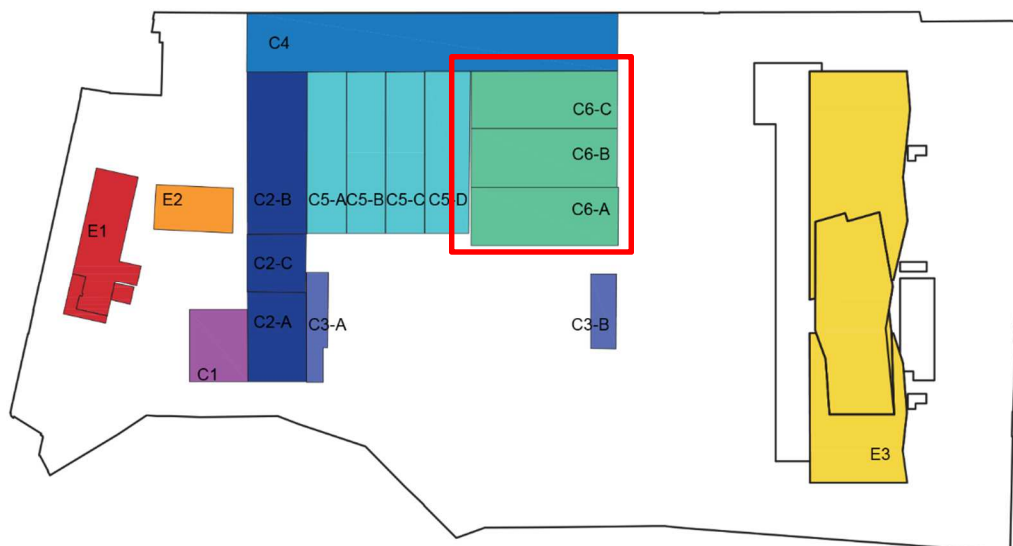 C4
C6-C
C6-B
E2 C2-B C5-A C5-B C5-C C5-D
C6-A
E1
C2-C
C2-A C3-A C3-B
C1
E3